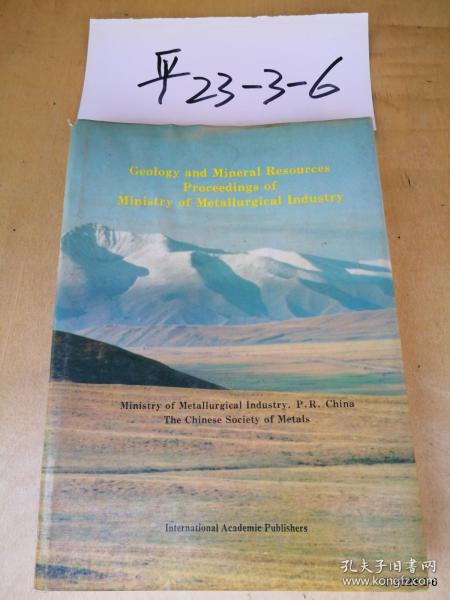 平23-3-6
Geology and Mineral Resources
Proceedings of
Ministry of Metallurgical Industry
Ministry of Metallurgical Industry. P.R. China
The Chinese Society of Metals
International Academic Publishers
孔夫子旧书网
www.kongfz.com